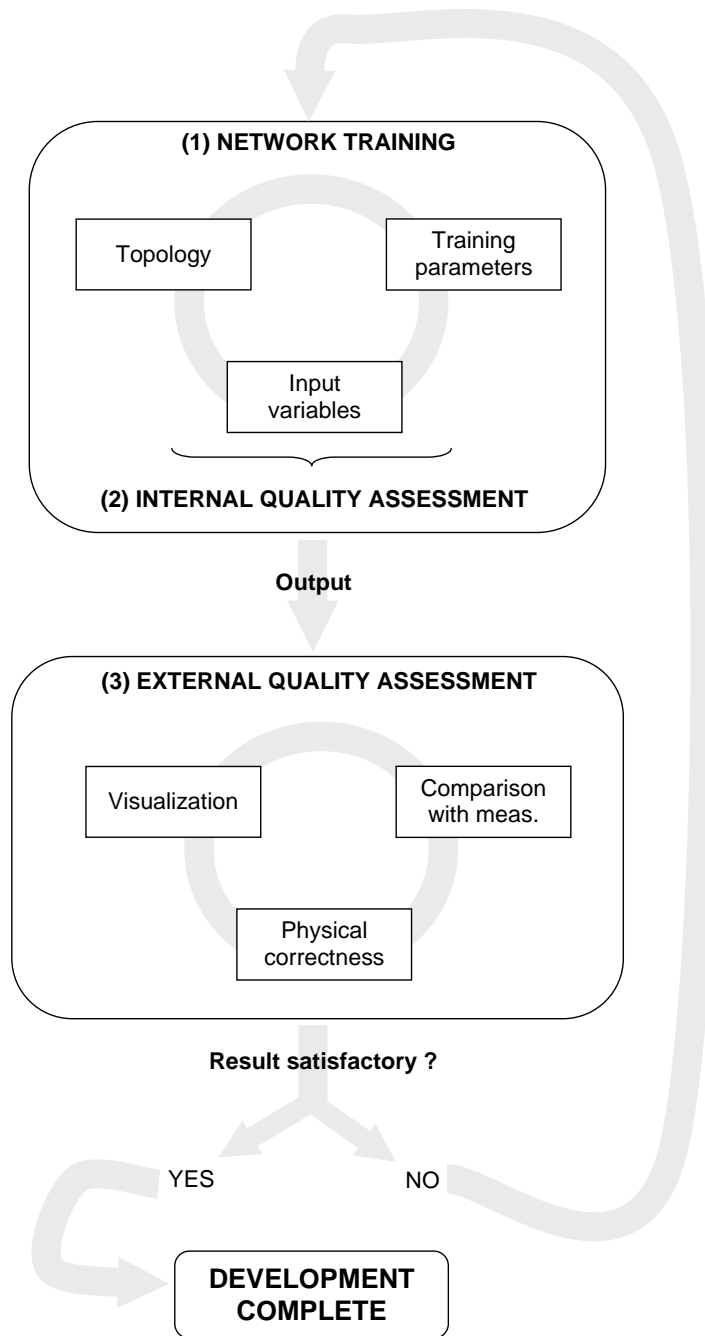 (1) NETWORK TRAINING
Topology
Training
parameters
Input
variables
(2) INTERNAL QUALITY ASSESSMENT
Output
(3) EXTERNAL QUALITY ASSESSMENT
Visualization
Comparison
with meas.
Physical
correctness
Result satisfactory ?
YES
NO
DEVELOPMENT
COMPLETE